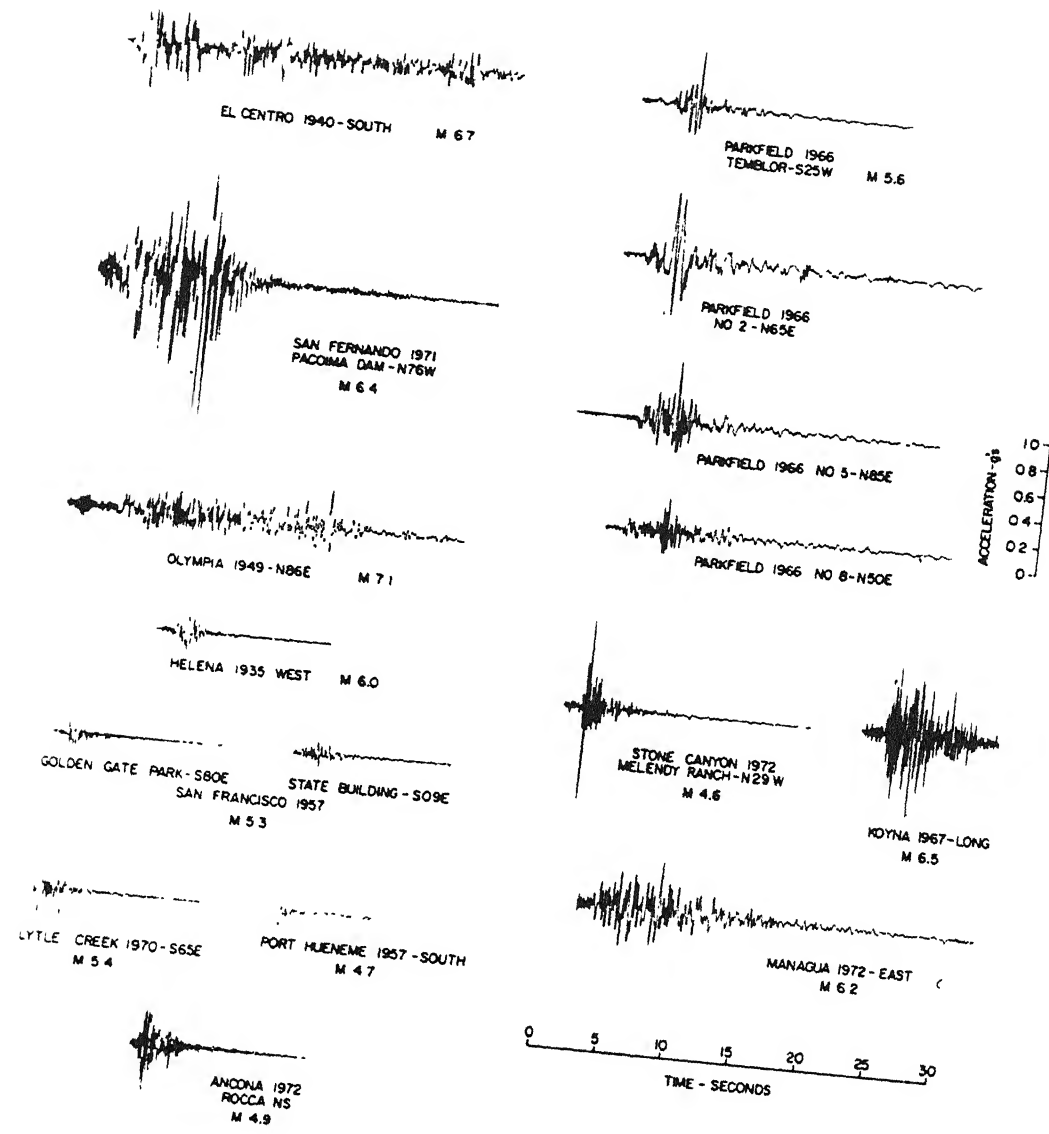 EL CENTRO 1940-SOUTH M 6 7
SAN FERNANDO 1971
PACOIMA DAM-N76W
M 6 4
OLYMPIA 1949-N86E M 7 1
HELENA 1935 WEST M 6.0
GOLDEN GATE PARK-S80E
STATE BUILDING-S09E
SAN FRANCISCO 1957
M 5 3
LYTLE CREEK 1970-S65E
M 5 4
PORT HUENEME 1957-SOUTH
M 4 7
ANCONA 1972
ROCCA NS
M 4.9
PARKFIELD 1966
TEMBLOR-S25W M 5.6
PARKFIELD 1966
NO 2-N65E
PARKFIELD 1966 NO 5-N85E
PARKFIELD 1966 NO 8-N50E
ACCELERATION-g's
1 0
0 8
0 6
0 4
0 2
0
STONE CANYON 1972
MELENDY RANCH-N29W
M 4.6
KOYNA 1967-LONG
M 6.5
MANAGUA 1972-EAST
M 6 2
0 5 10 15 20 25 30
TIME - SECONDS